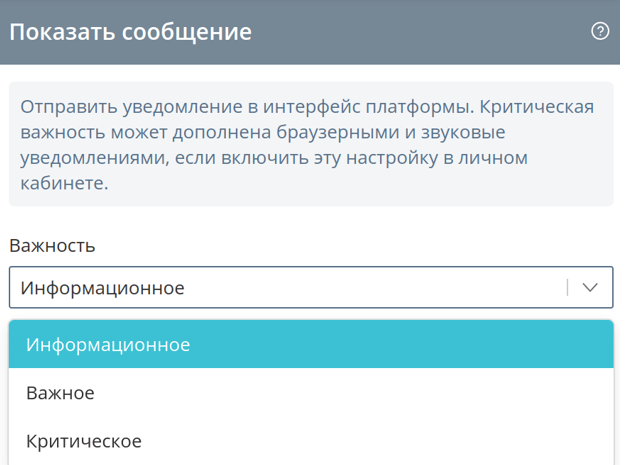 Показать сообщение
Отправить уведомление в интерфейс платформы. Критическая
важность может дополнена браузерными и звуковые
уведомлениями, если включить эту настройку в личном
кабинете.
Важность
Информационное
Информационное
Важное
Критическое